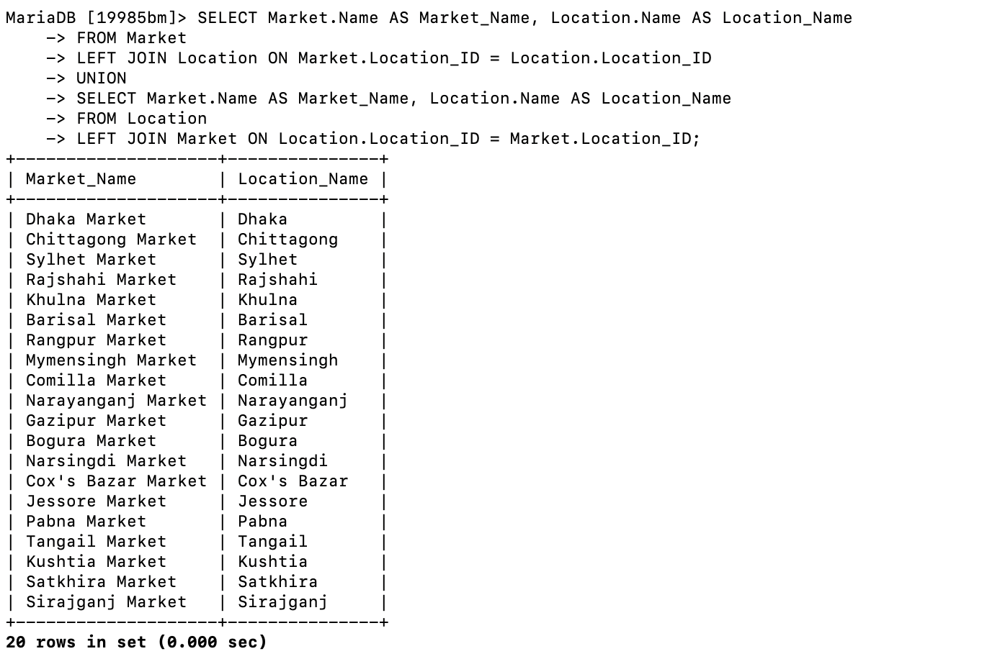 MariaDB [19985bm]> SELECT Market.Name AS Market_Name, Location.Name AS Location_Name
    -> FROM Market
    -> LEFT JOIN Location ON Market.Location_ID = Location.Location_ID
    -> UNION
    -> SELECT Market.Name AS Market_Name, Location.Name AS Location_Name
    -> FROM Location
    -> LEFT JOIN Market ON Location.Location_ID = Market.Location_ID;
+--------------------+---------------+
| Market_Name        | Location_Name |
+--------------------+---------------+
| Dhaka Market       | Dhaka         |
| Chittagong Market  | Chittagong    |
| Sylhet Market      | Sylhet        |
| Rajshahi Market    | Rajshahi      |
| Khulna Market      | Khulna        |
| Barisal Market     | Barisal       |
| Rangpur Market     | Rangpur       |
| Mymensingh Market  | Mymensingh    |
| Comilla Market     | Comilla       |
| Narayanganj Market | Narayanganj   |
| Gazipur Market     | Gazipur       |
| Bogura Market      | Bogura        |
| Narsingdi Market   | Narsingdi     |
| Cox's Bazar Market | Cox's Bazar   |
| Jessore Market     | Jessore       |
| Pabna Market       | Pabna         |
| Tangail Market     | Tangail       |
| Kushtia Market     | Kushtia       |
| Satkhira Market    | Satkhira      |
| Sirajganj Market   | Sirajganj     |
+--------------------+---------------+
20 rows in set (0.000 sec)